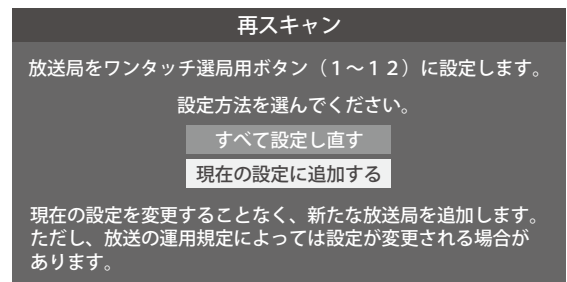 再スキャン
放送局をワンタッチ選局用ボタン（１～１２）に設定します。
設定方法を選んでください。
すべて設定し直す
現在の設定に追加する
現在の設定を変更することなく、新たな放送局を追加します。
ただし、放送の運用規定によっては設定が変更される場合が
あります。